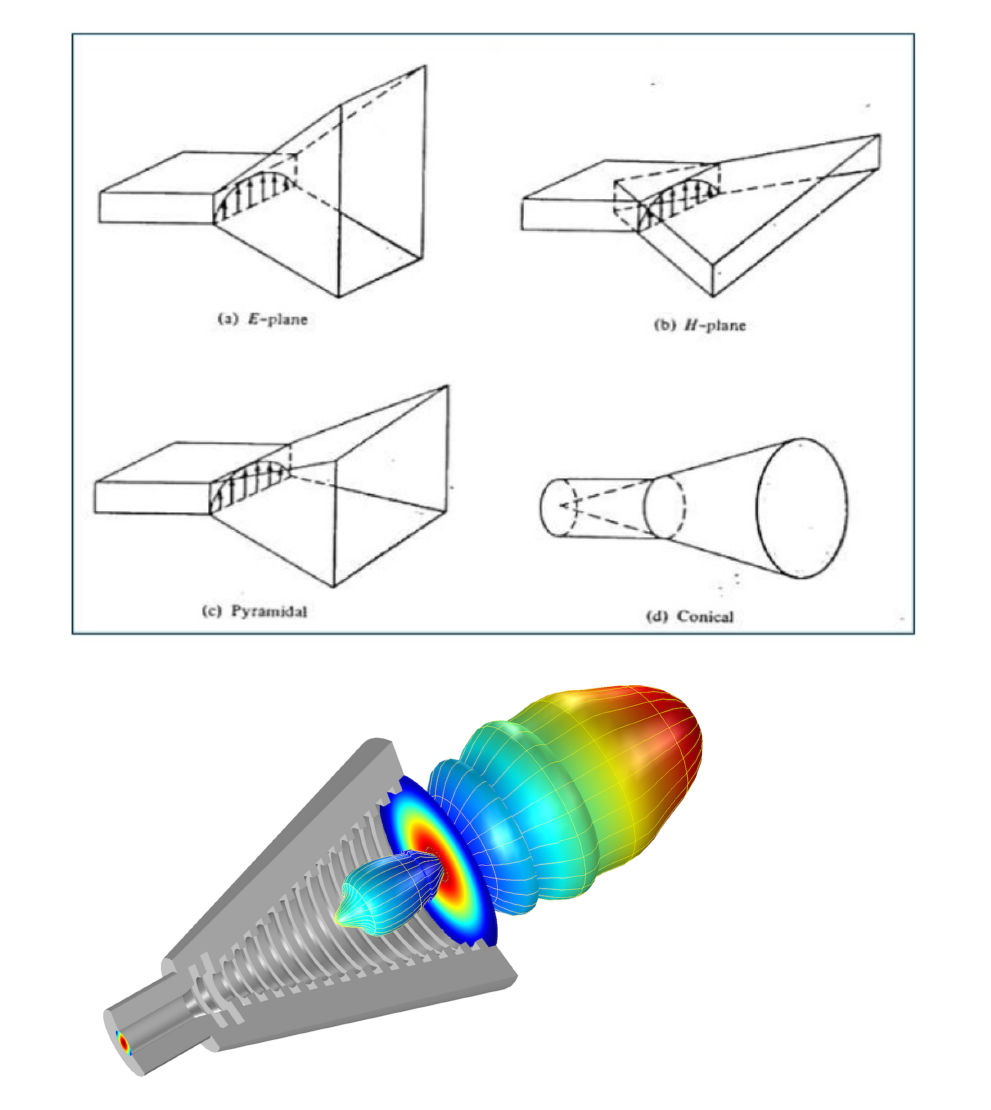 (a) E-plane
(b) H-plane
(c) Pyramidal
(d) Conical